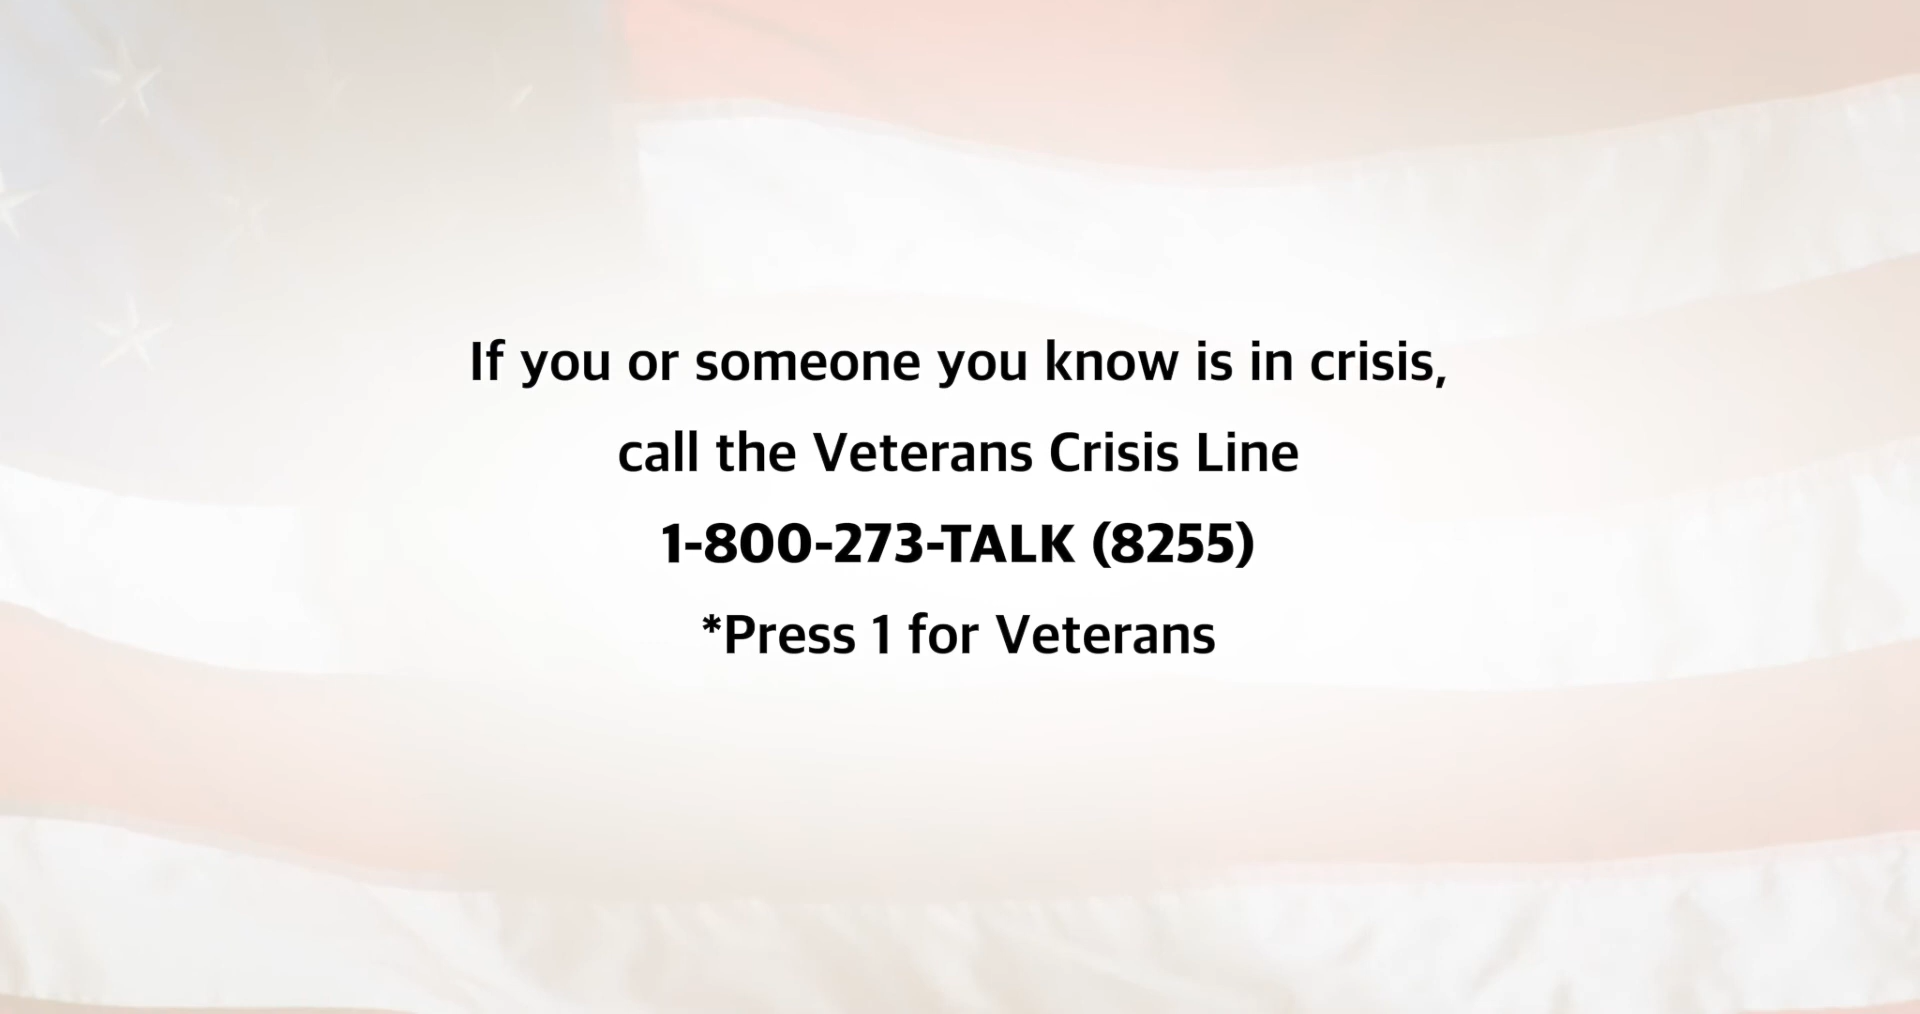 If you or someone you know is in crisis,
call the Veterans Crisis Line
1-800-273-TALK (8255)
*Press 1 for Veterans